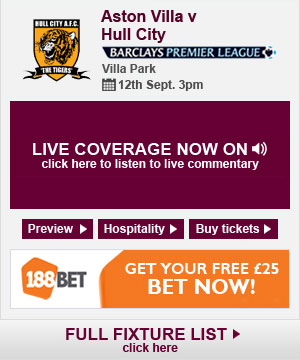 HULL CITY A.F.C.
'THE TIGERS'
Aston Villa v
Hull City
BARCLAYS PREMIER LEAGUE
Villa Park
12th Sept. 3pm
LIVE COVERAGE NOW ON
click here to listen to live commentary
Preview
Hospitality
Buy tickets
188BET
GET YOUR FREE £25
BET NOW!
FULL FIXTURE LIST
click here